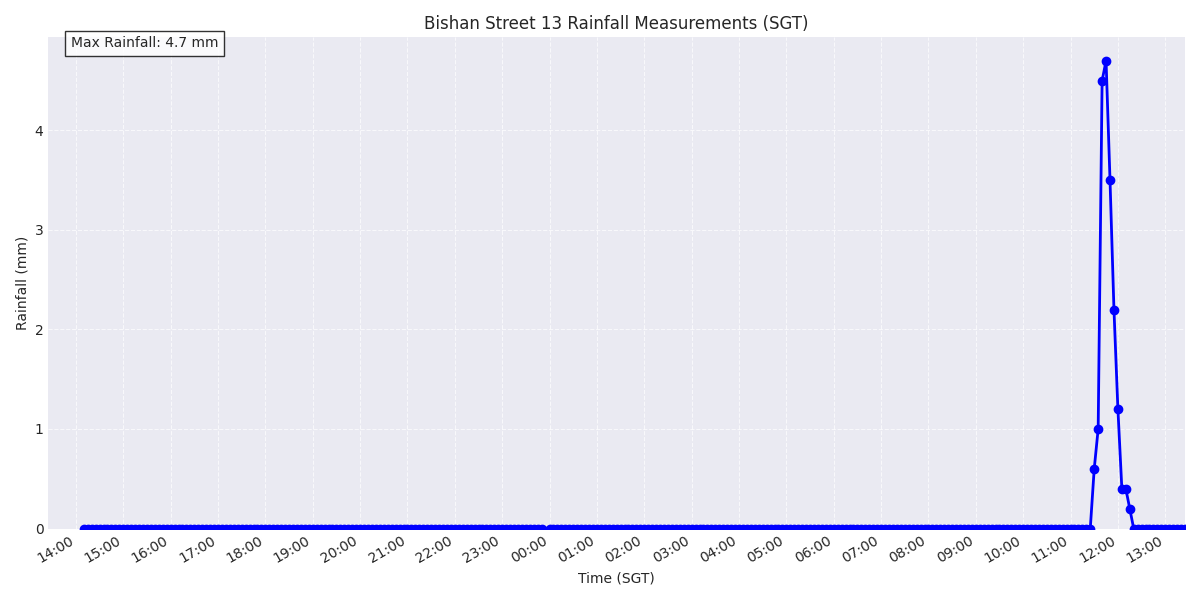 Bishan Street 13 Rainfall Measurements (SGT)
Max Rainfall: 4.7 mm
Rainfall (mm)
4
3
2
1
0
14:00 15:00 16:00 17:00 18:00 19:00 20:00 21:00 22:00 23:00 00:00 01:00 02:00 03:00 04:00 05:00 06:00 07:00 08:00 09:00 10:00 11:00 12:00 13:00
Time (SGT)